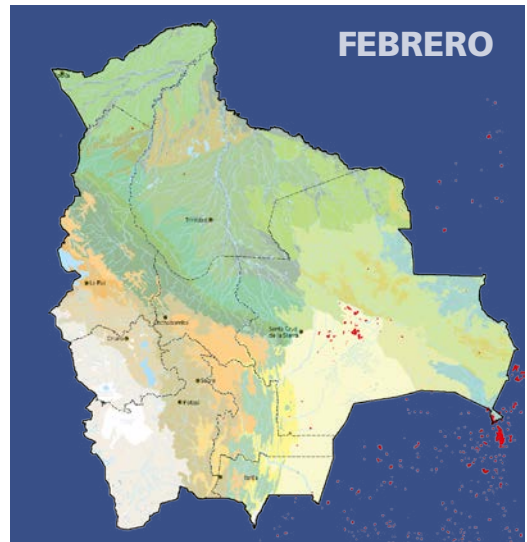 FEBRERO
Trinidad
La Paz
Cochabamba
Santa Cruz
de la Sierra
Oruro
Sucre
Potosí
Tarija